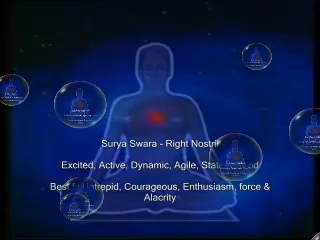 Surya Swara - Right Nostril
Excited, Active, Dynamic, Agile,
Intrepid, Courageous, Enthusiasm, force &
Alacrity